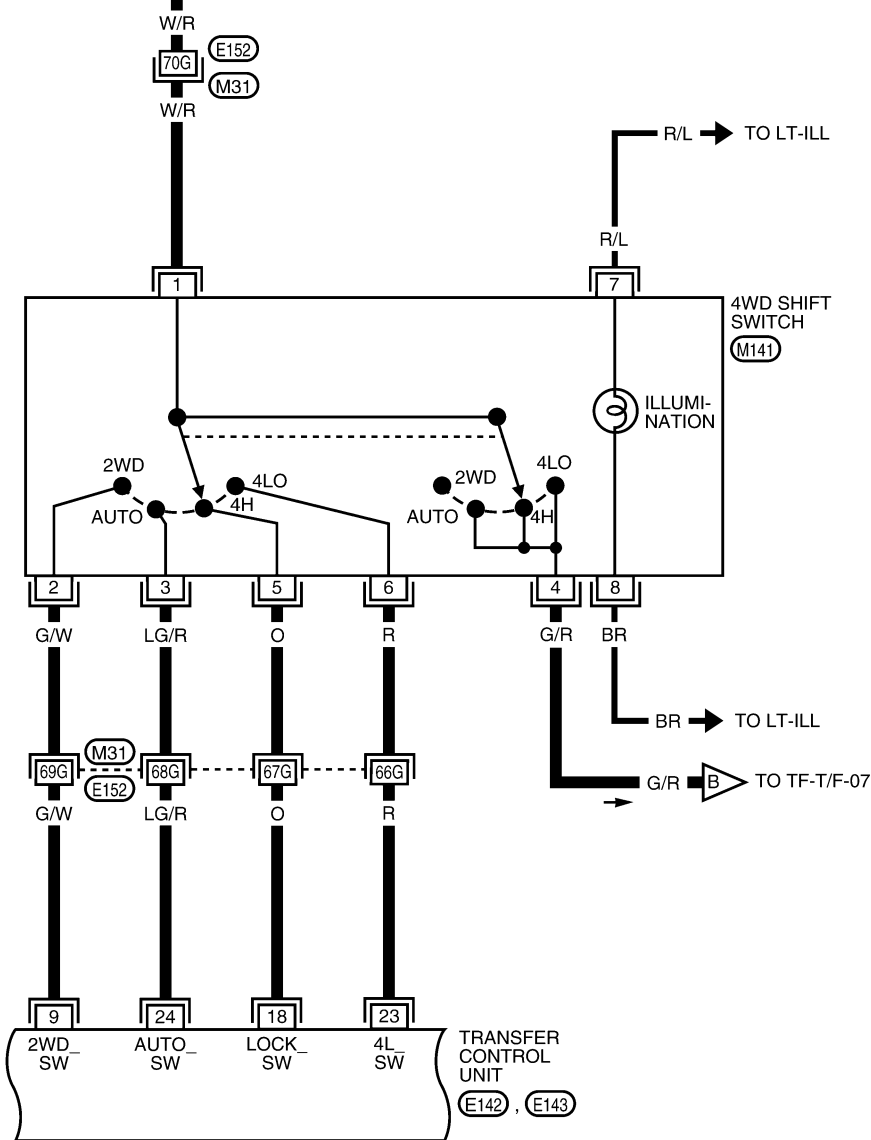 W/R
70G
E152
M31
W/R
R/L
TO LT-ILL
R/L
1
7
4WD SHIFT
SWITCH
M141
ILLUMI-
NATION
2WD
4LO
AUTO
4H
2WD
4LO
AUTO
4H
2
3
5
6
4
8
G/W
LG/R
O
R
G/R
BR
BR
TO LT-ILL
M31
E152
69G
68G
67G
66G
G/R
B
TO TF-T/F-07
G/W
LG/R
O
R
9
24
18
23
2WD_
SW
AUTO_
SW
LOCK_
SW
4L_
SW
TRANSFER
CONTROL
UNIT
E142 , E143